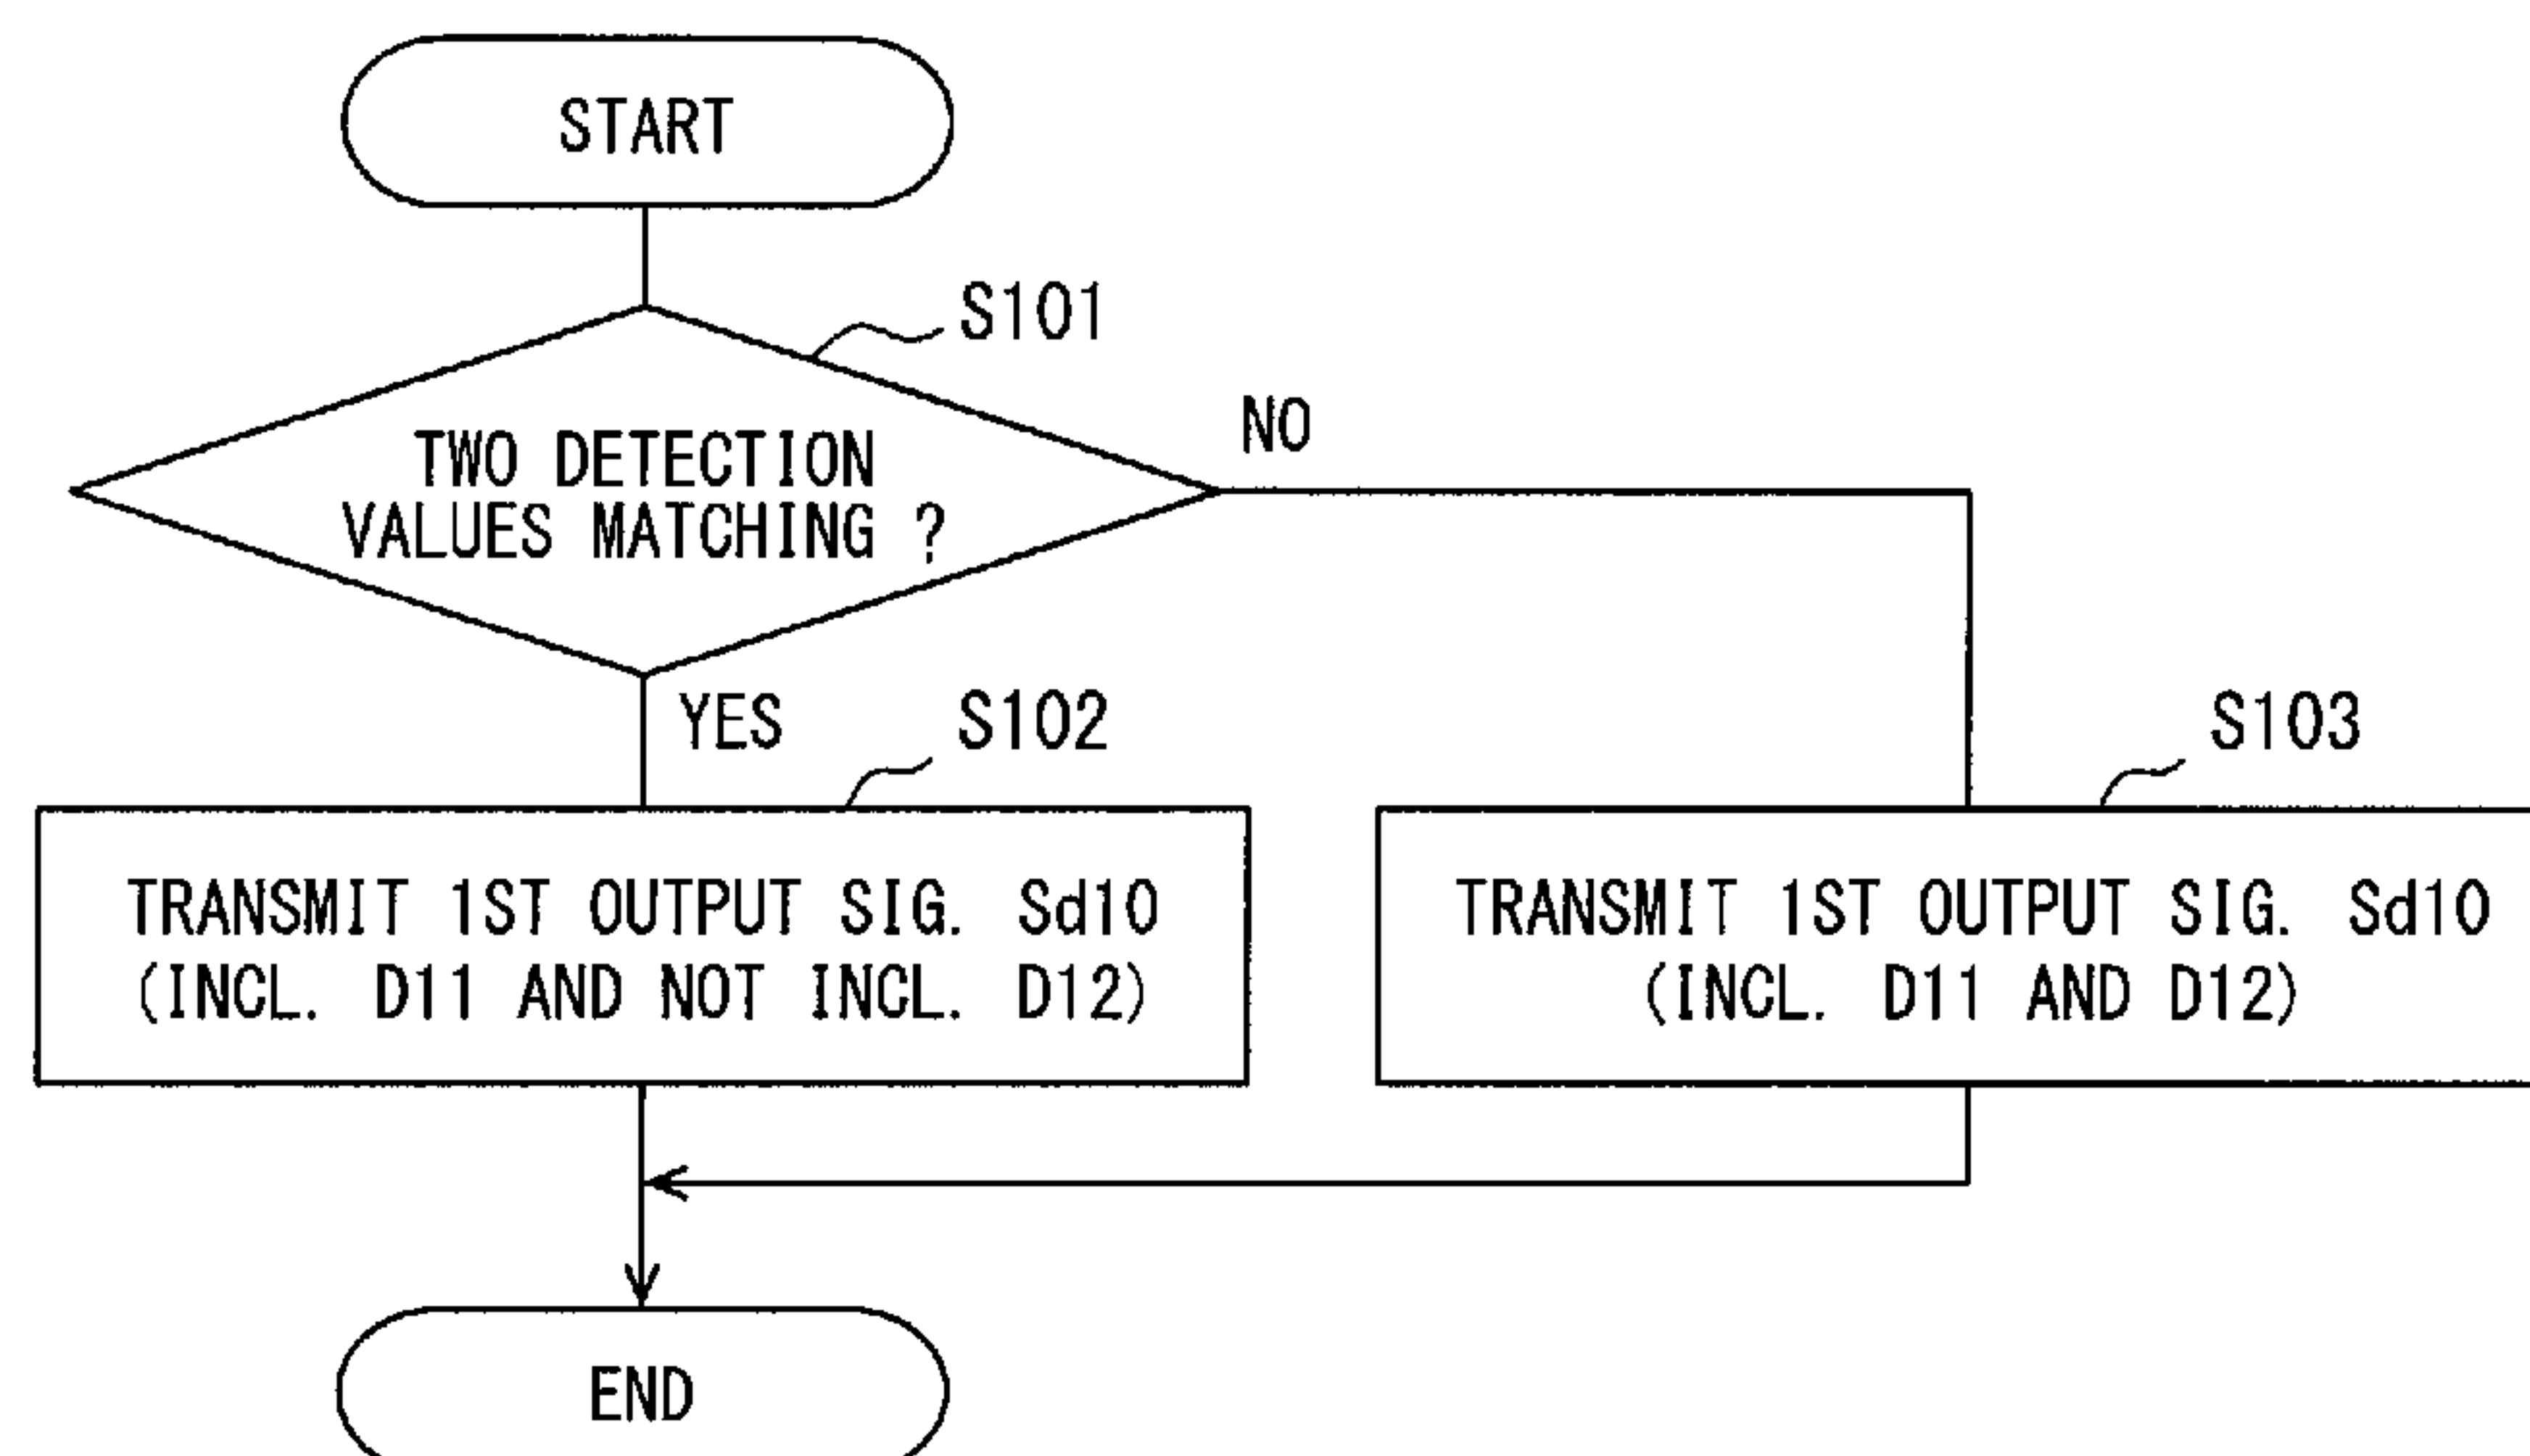 START
S101
TWO DETECTION
VALUES MATCHING ?
NO
YES
S102
S103
TRANSMIT 1ST OUTPUT SIG. Sd10
(INCL. D11 AND NOT INCL. D12)
TRANSMIT 1ST OUTPUT SIG. Sd10
(INCL. D11 AND D12)
END